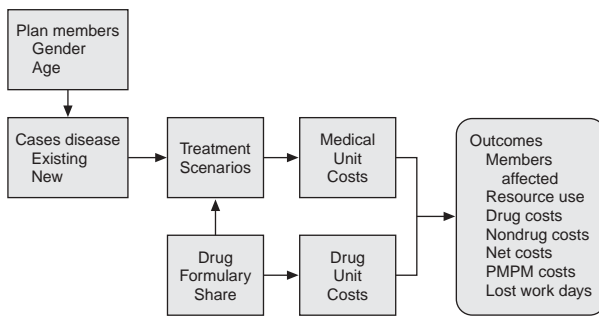 Plan members
Gender
Age
Cases disease
Existing
New
Treatment
Scenarios
Medical
Unit
Costs
Drug
Formulary
Share
Drug
Unit
Costs
Outcomes
Members
affected
Resource use
Drug costs
Nondrug costs
Net costs
PMPM costs
Lost work days